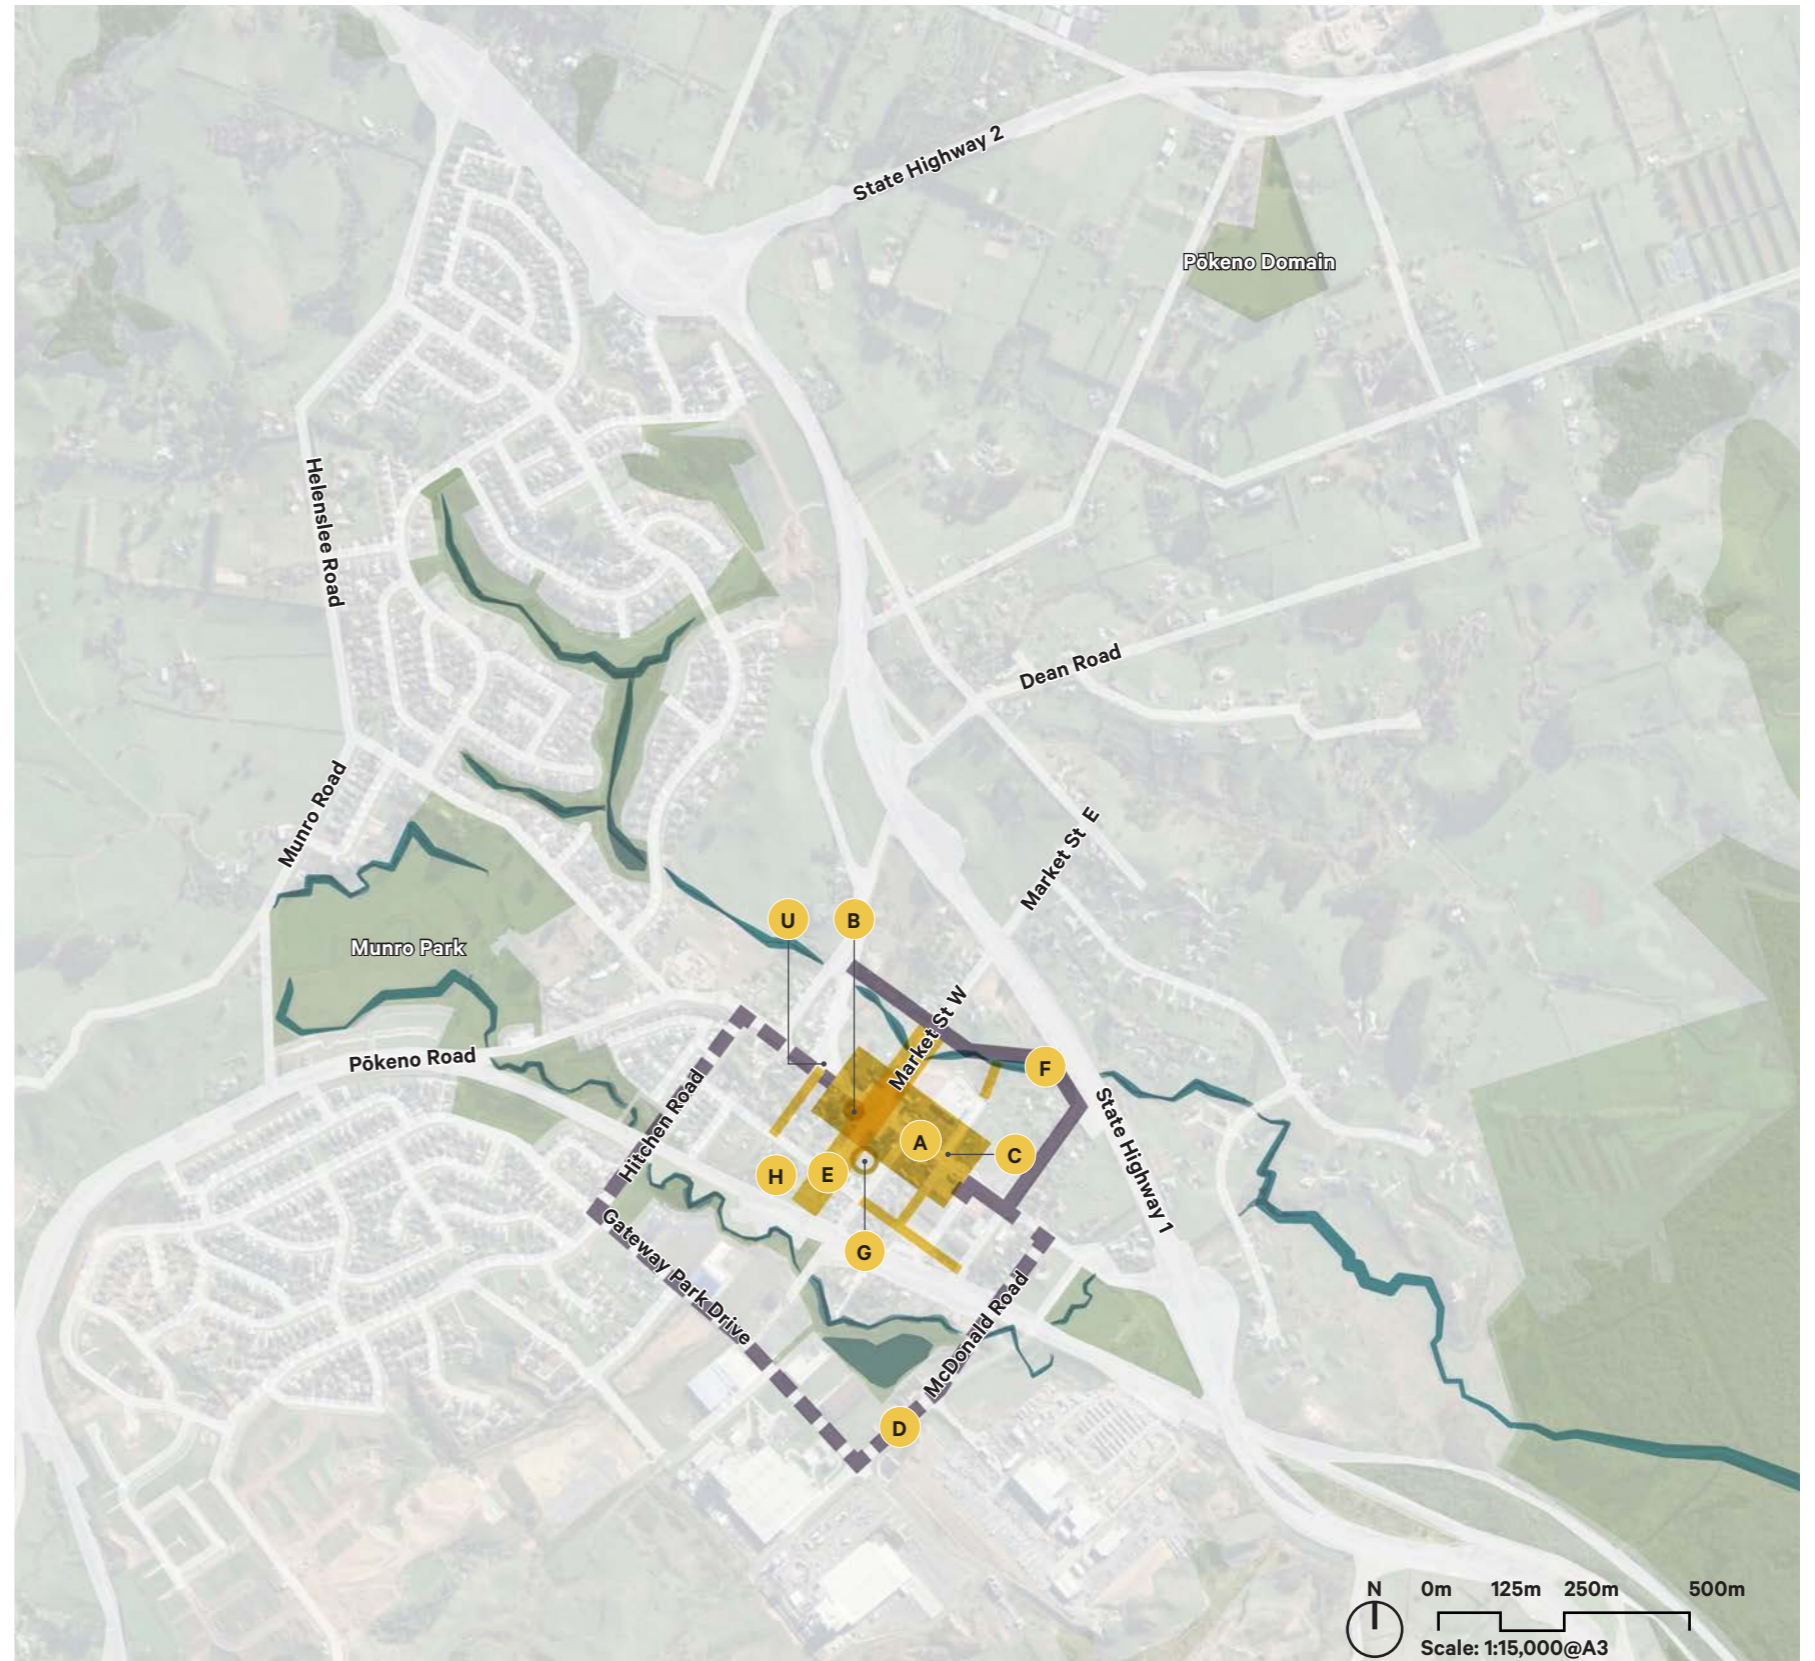 State Highway 2
Pōkeno Domain
Helenslee Road
Dean Road
Munro Road
Market St E
U
B
Munro Park
Market St W
Pōkeno Road
F
Hitchen Road
State Highway 1
A
C
H
E
Gateway Park Drive
G
McDonald Road
D
N
0m 125m 250m 500m
Scale: 1:15,000@A3